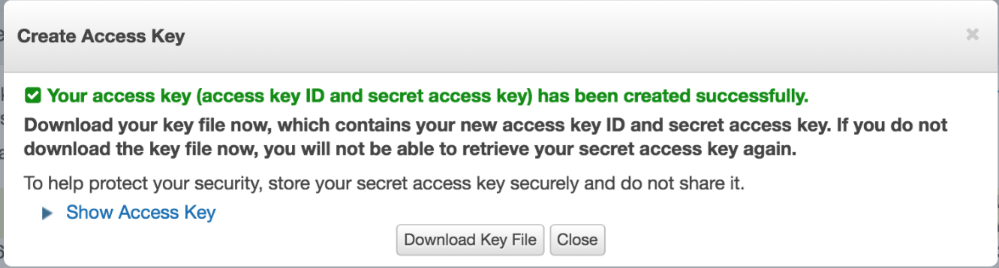 Create Access Key
Your access key (access key ID and secret access key) has been created successfully.
Download your key file now, which contains your new access key ID and secret access key. If you do not
download the key file now, you will not be able to retrieve your secret access key again.
To help protect your security, store your secret access key securely and do not share it.
Show Access Key
Download Key File
Close